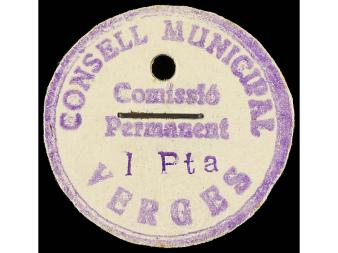 CONSELL MUNICIPAL
Comissió
Permanent
1 Pta
VERGES